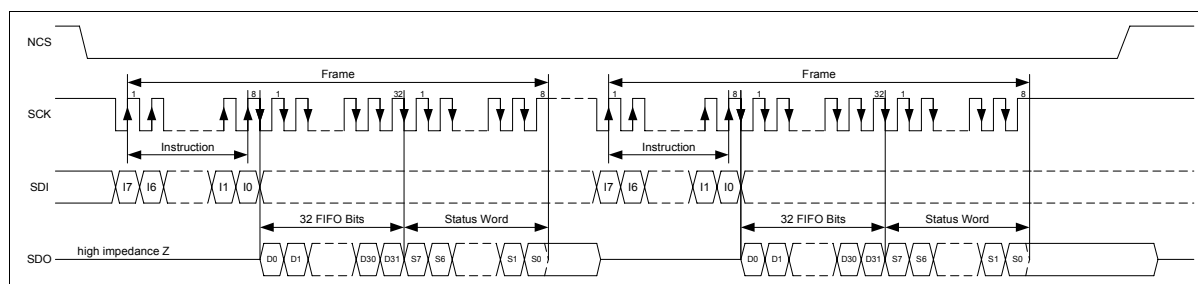 NCS
Frame Frame
SCK 1 8 1 32 1 8 1 8 1 32 1 8
Instruction Instruction
SDI I7 I6 I1 I0 I7 I6 I1 I0
32 FIFO Bits Status Word 32 FIFO Bits Status Word
SDO high impedance Z D0 D1 D30 D31 S7 S6 S1 S0 D0 D1 D30 D31 S7 S6 S1 S0